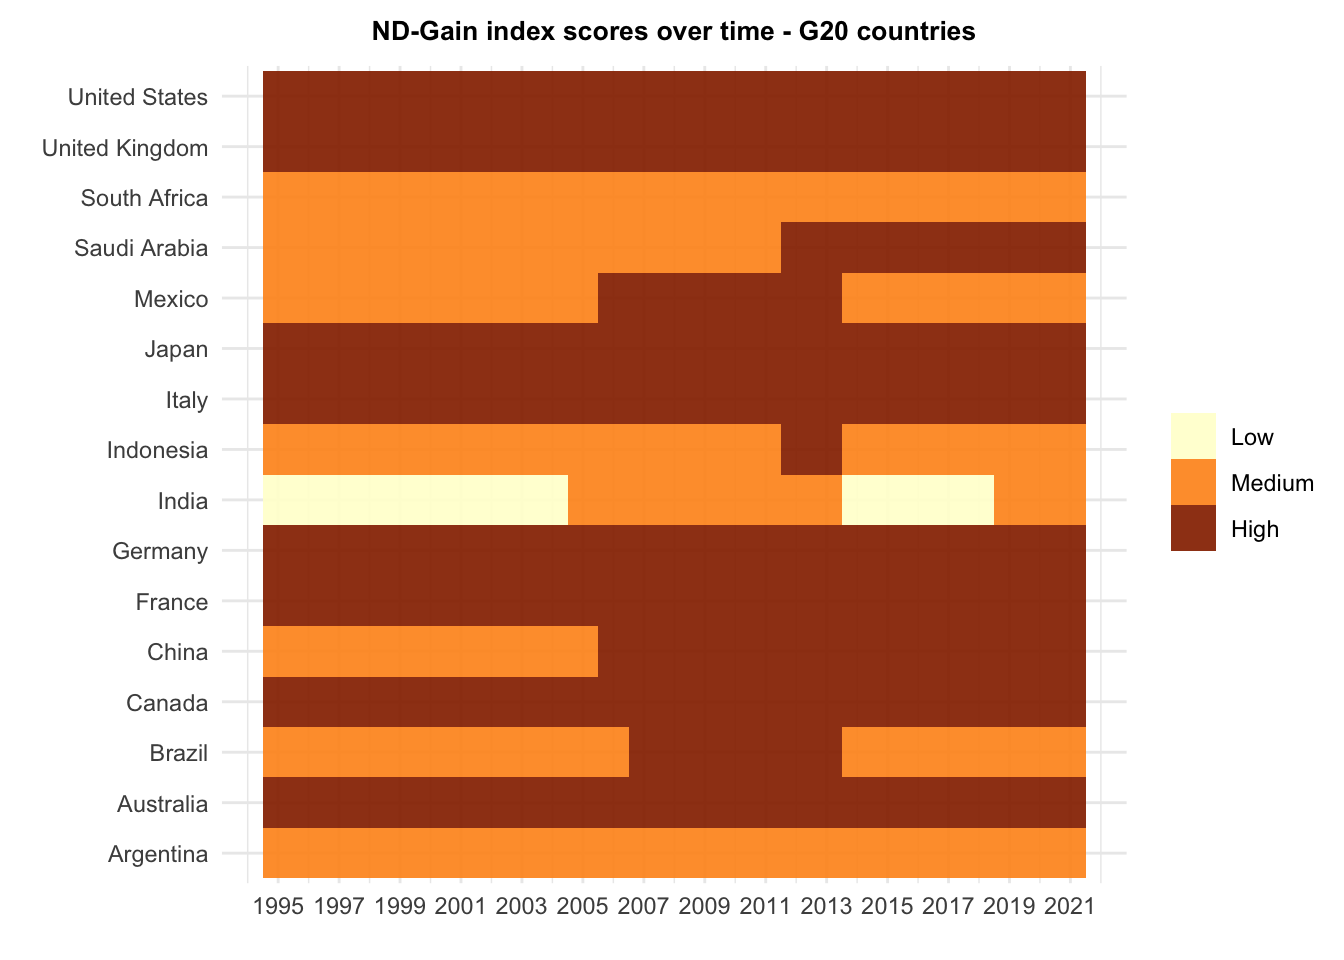 ND-Gain index scores over time - G20 countries
United States
United Kingdom
South Africa
Saudi Arabia
Mexico
Japan
Italy
Indonesia
India
Germany
France
China
Canada
Brazil
Australia
Argentina
1995 1997 1999 2001 2003 2005 2007 2009 2011 2013 2015 2017 2019 2021
Low
Medium
High